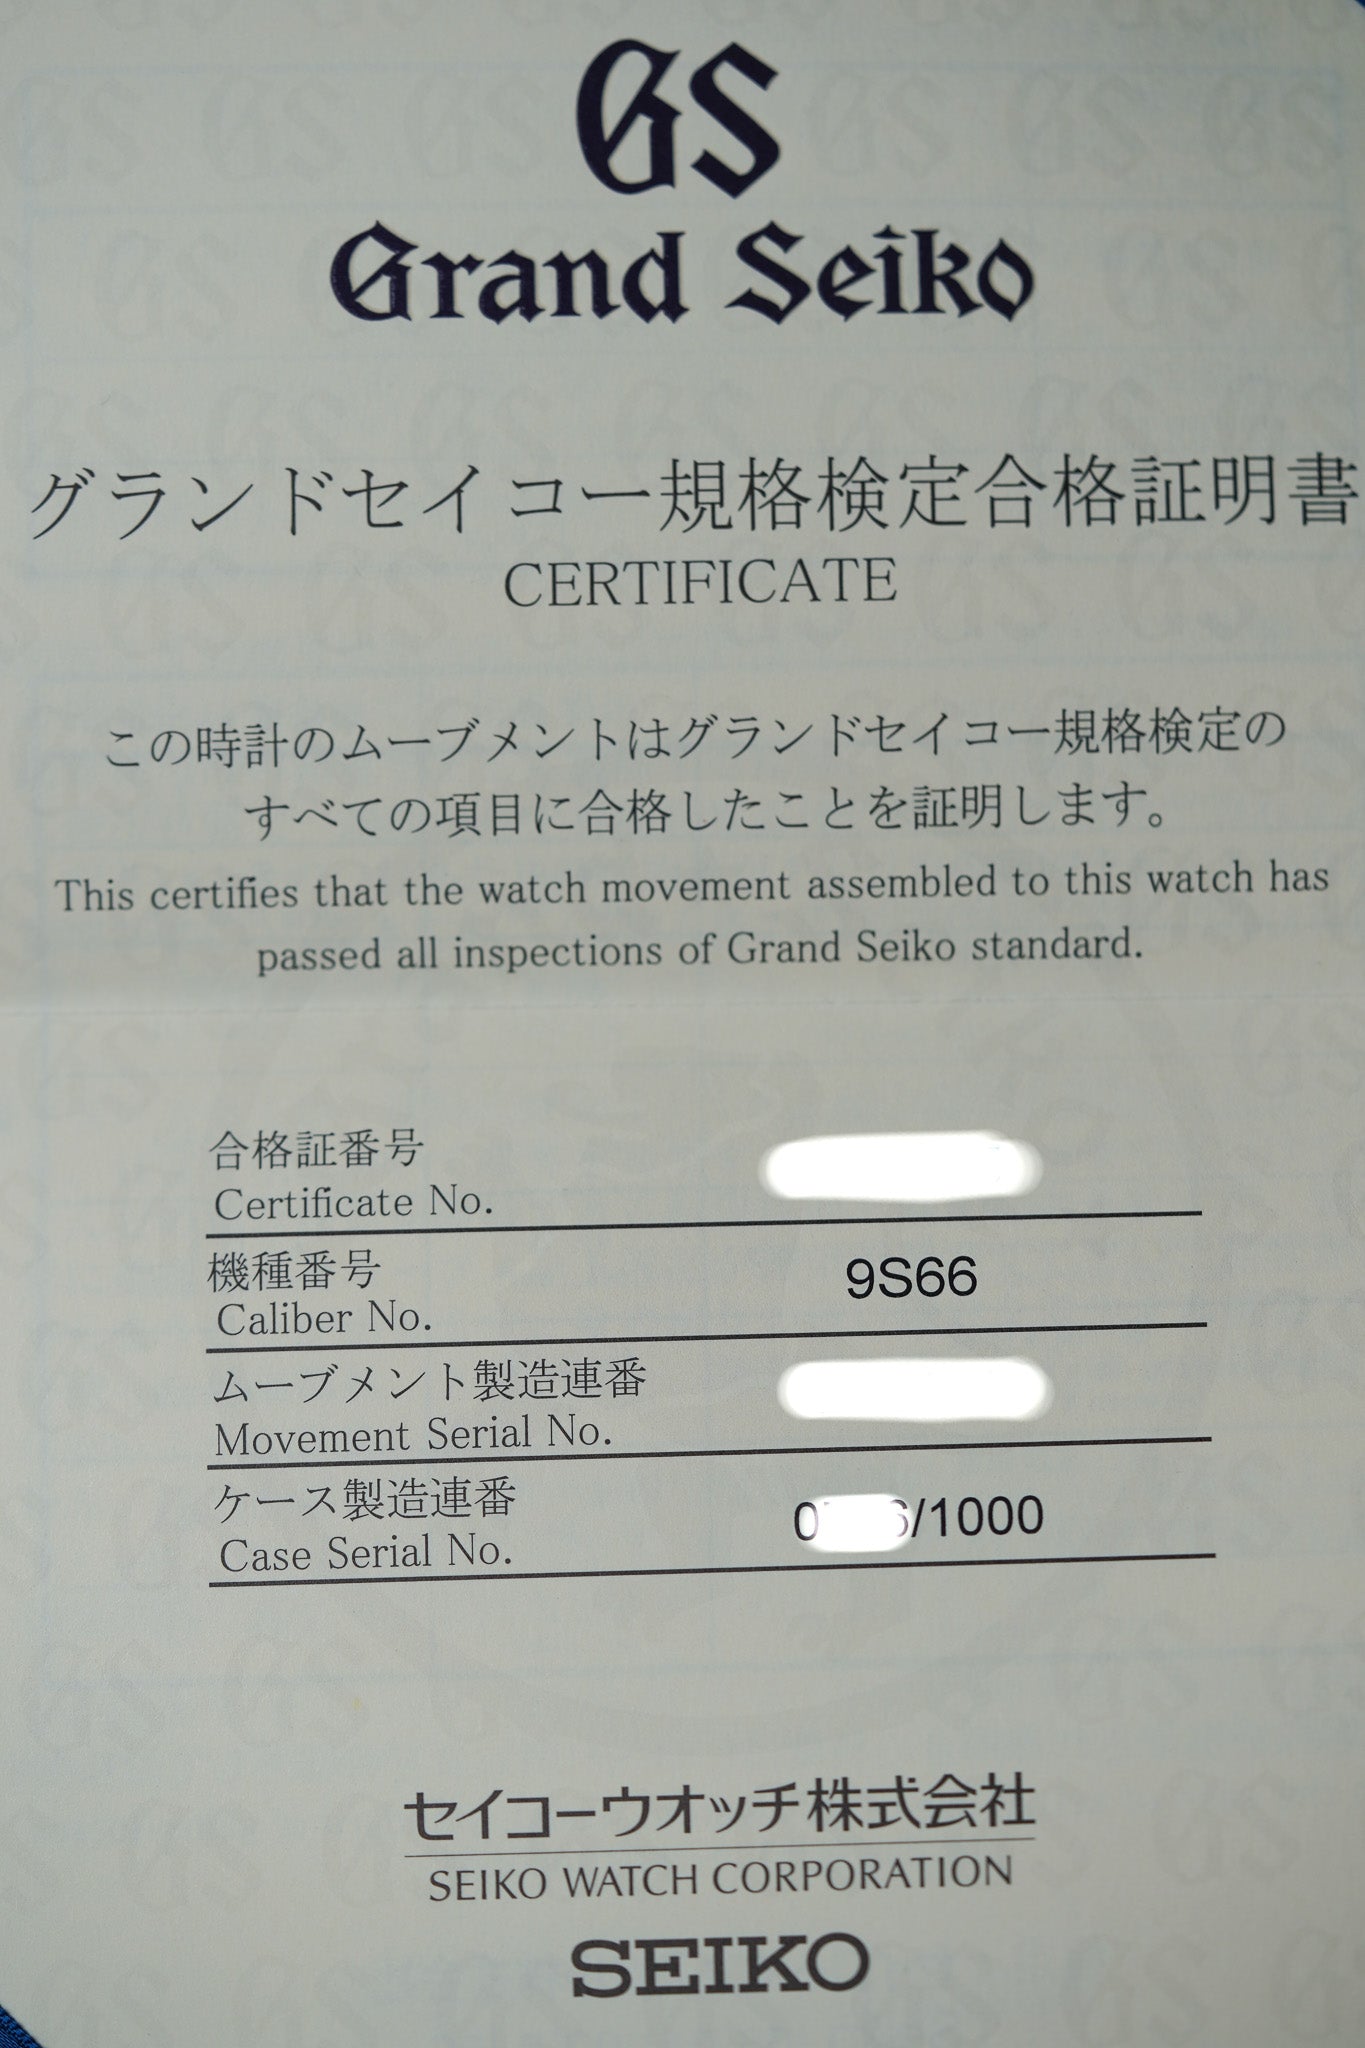 GS
Grand Seiko
グランドセイコー規格検定合格証明書
CERTIFICATE
この時計のムーブメントはグランドセイコー規格検定の
すべての項目に合格したことを証明します。
This certifies that the watch movement assembled to this watch has
passed all inspections of Grand Seiko standard.
合格証番号
Certificate No.
機種番号
Caliber No.
9S66
ムーブメント製造連番
Movement Serial No.
ケース製造連番
Case Serial No.
/1000
セイコーウオッチ株式会社
SEIKO WATCH CORPORATION
SEIKO